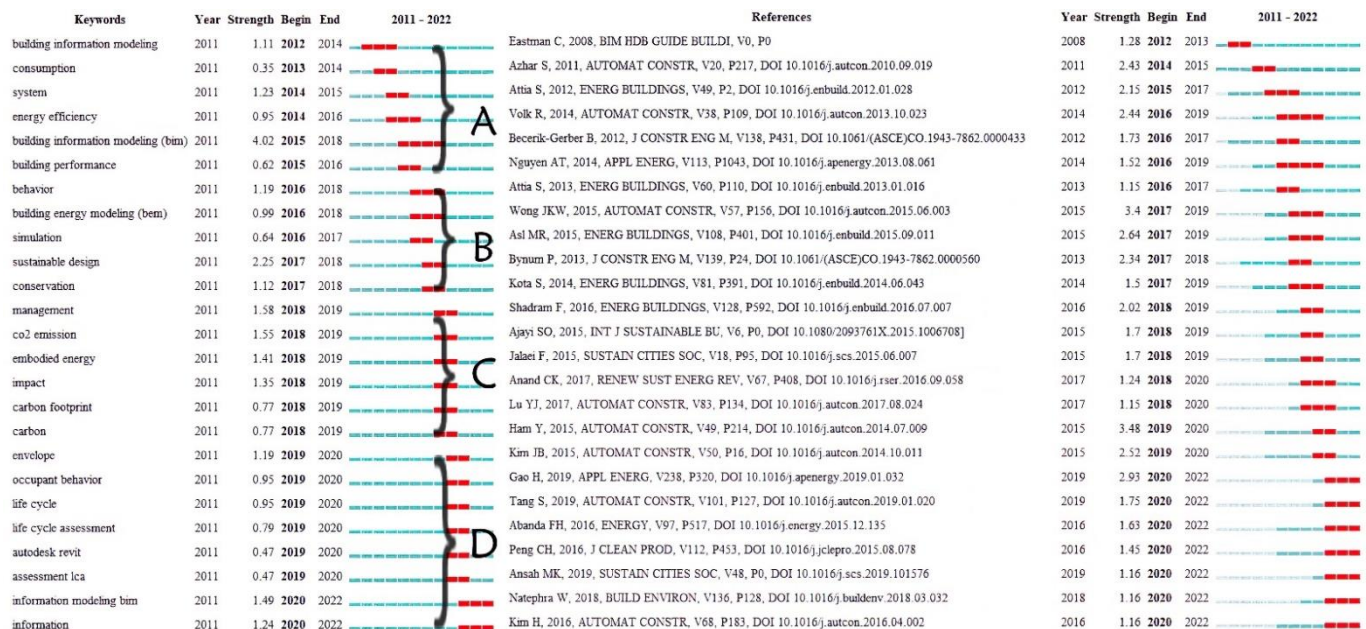 Keywords Year Strength Begin End 2011 - 2022
building information modeling 2011 1.11 2012 2014
consumption 2011 0.35 2013 2014
system 2011 1.23 2014 2015
energy efficiency 2011 0.95 2014 2016
building information modeling (bim) 2011 4.02 2015 2018
building performance 2011 0.62 2015 2016
behavior 2011 1.19 2016 2018
building energy modeling (bem) 2011 0.99 2016 2018
simulation 2011 0.64 2016 2017
sustainable design 2011 2.25 2017 2018
conservation 2011 1.12 2017 2018
management 2011 1.58 2018 2019
co2 emission 2011 1.55 2018 2019
embodied energy 2011 1.41 2018 2019
impact 2011 1.35 2018 2019
carbon footprint 2011 0.77 2018 2019
carbon 2011 0.77 2018 2019
envelope 2011 1.19 2019 2020
occupant behavior 2011 0.95 2019 2020
life cycle 2011 0.95 2019 2020
life cycle assessment 2011 0.79 2019 2020
autodesk revit 2011 0.47 2019 2020
assessment lca 2011 0.47 2019 2020
information modeling bim 2011 1.49 2020 2022
information 2011 1.24 2020 2022
A
B
C
D
References Year Strength Begin End 2011 - 2022
Eastman C, 2008, BIM HDB GUIDE BUILDI, V0, P0 2008 1.28 2012 2013
Azhar S, 2011, AUTOMAT CONSTR, V20, P217, DOI 10.1016/j.autcon.2010.09.019 2011 2.43 2014 2015
Attia S, 2012, ENERG BUILDINGS, V49, P2, DOI 10.1016/j.enbuild.2012.01.028 2012 2.15 2015 2017
Volk R, 2014, AUTOMAT CONSTR, V38, P109, DOI 10.1016/j.autcon.2013.10.023 2014 2.44 2016 2019
Becerik-Gerber B, 2012, J CONSTR ENG M, V138, P431, DOI 10.1061/(ASCE)CO.1943-7862.0000433 2012 1.73 2016 2017
Nguyen AT, 2014, APPL ENERG, V113, P1043, DOI 10.1016/j.apenergy.2013.08.061 2014 1.52 2016 2019
Attia S, 2013, ENERG BUILDINGS, V60, P110, DOI 10.1016/j.enbuild.2013.01.016 2013 1.15 2016 2017
Wong JKW, 2015, AUTOMAT CONSTR, V57, P156, DOI 10.1016/j.autcon.2015.06.003 2015 3.4 2017 2019
Asl MR, 2015, ENERG BUILDINGS, V108, P401, DOI 10.1016/j.enbuild.2015.09.011 2015 2.64 2017 2019
Bynum P, 2013, J CONSTR ENG M, V139, P24, DOI 10.1061/(ASCE)CO.1943-7862.0000560 2013 2.34 2017 2018
Kota S, 2014, ENERG BUILDINGS, V81, P391, DOI 10.1016/j.enbuild.2014.06.043 2014 1.5 2017 2019
Shadram F, 2016, ENERG BUILDINGS, V128, P592, DOI 10.1016/j.enbuild.2016.07.007 2016 2.02 2018 2019
Ajayi SO, 2015, INT J SUSTAINABLE BU, V6, P0, DOI 10.1080/2093761X.2015.1006708] 2015 1.7 2018 2019
Jalaei F, 2015, SUSTAIN CITIES SOC, V18, P95, DOI 10.1016/j.scs.2015.06.007 2015 1.7 2018 2019
Anand CK, 2017, RENEW SUST ENERG REV, V67, P408, DOI 10.1016/j.rser.2016.09.058 2017 1.24 2018 2020
Lu YJ, 2017, AUTOMAT CONSTR, V83, P134, DOI 10.1016/j.autcon.2017.08.024 2017 1.15 2018 2020
Ham Y, 2015, AUTOMAT CONSTR, V49, P214, DOI 10.1016/j.autcon.2014.07.009 2015 3.48 2019 2020
Kim JB, 2015, AUTOMAT CONSTR, V50, P16, DOI 10.1016/j.autcon.2014.10.011 2015 2.52 2019 2020
Gao H, 2019, APPL ENERG, V238, P320, DOI 10.1016/j.apenergy.2019.01.032 2019 2.93 2020 2022
Tang S, 2019, AUTOMAT CONSTR, V101, P127, DOI 10.1016/j.autcon.2019.01.020 2019 1.75 2020 2022
Abanda FH, 2016, ENERGY, V97, P517, DOI 10.1016/j.energy.2015.12.135 2016 1.63 2020 2022
Peng CH, 2016, J CLEAN PROD, V112, P453, DOI 10.1016/j.jclepro.2015.08.078 2016 1.45 2020 2022
Ansah MK, 2019, SUSTAIN CITIES SOC, V48, P0, DOI 10.1016/j.scs.2019.101576 2019 1.16 2020 2022
Natephra W, 2018, BUILD ENVIRON, V136, P128, DOI 10.1016/j.buildenv.2018.03.032 2018 1.16 2020 2022
Kim H, 2016, AUTOMAT CONSTR, V68, P183, DOI 10.1016/j.autcon.2016.04.002 2016 1.16 2020 2022